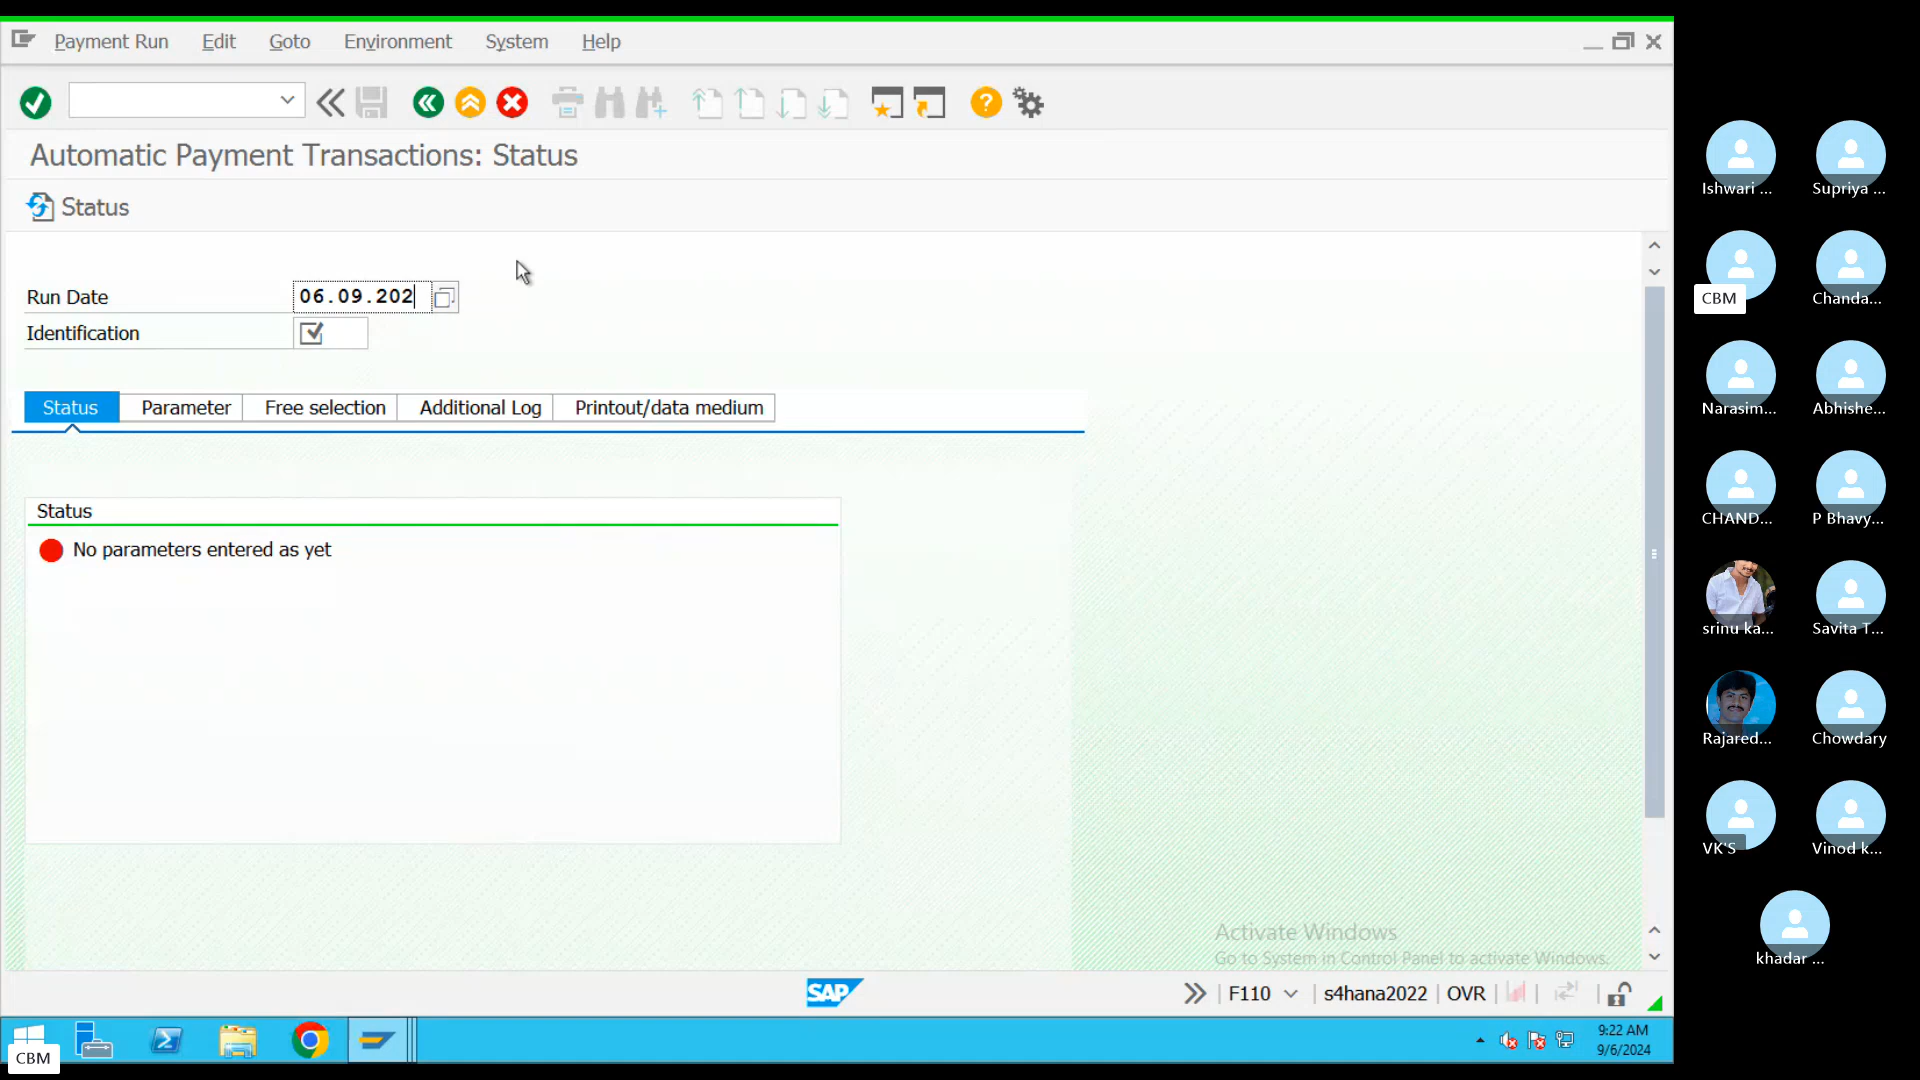 Payment Run Edit Goto Environment System Help
Automatic Payment Transactions: Status
Status
Run Date 06.09.202
Identification
Status Parameter Free selection Additional Log Printout/data medium
Status
No parameters entered as yet
Activate Windows
Go to System in Control Panel to activate Windows.
SAP F110 s4hana2022 OVR
CBM
9:22 AM
9/6/2024
Ishwari ... Supriya ...
CBM Chanda...
Narasim... Abhishe...
CHAND... P Bhavy...
srinu ka... Savita T...
Rajared... Chowdary
VK'S Vinod k...
khadar ...